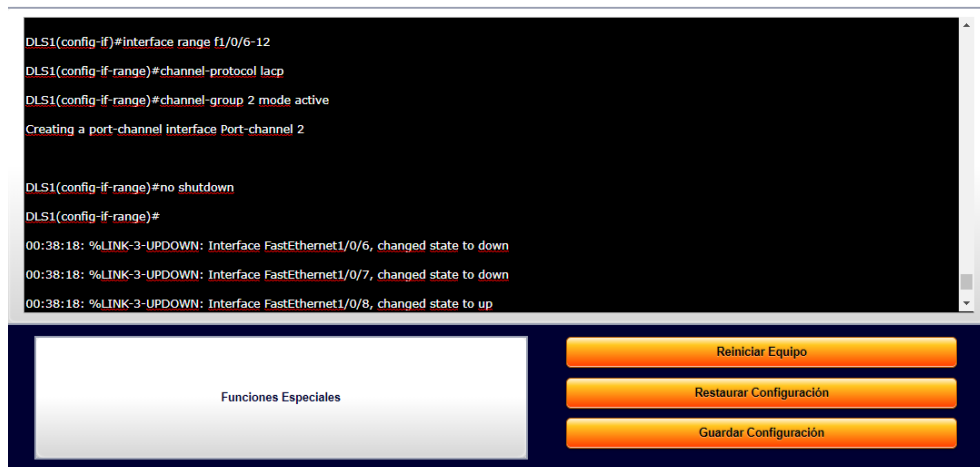 DLS1(config-if)#interface range f1/0/6-12
DLS1(config-if-range)#channel-protocol lacp
DLS1(config-if-range)#channel-group 2 mode active
Creating a port-channel interface Port-channel 2
DLS1(config-if-range)#no shutdown
DLS1(config-if-range)#
00:38:18: %LINK-3-UPDOWN: Interface FastEthernet1/0/6, changed state to down
00:38:18: %LINK-3-UPDOWN: Interface FastEthernet1/0/7, changed state to down
00:38:18: %LINK-3-UPDOWN: Interface FastEthernet1/0/8, changed state to up
Funciones Especiales
Reiniciar Equipo
Restaurar Configuración
Guardar Configuración